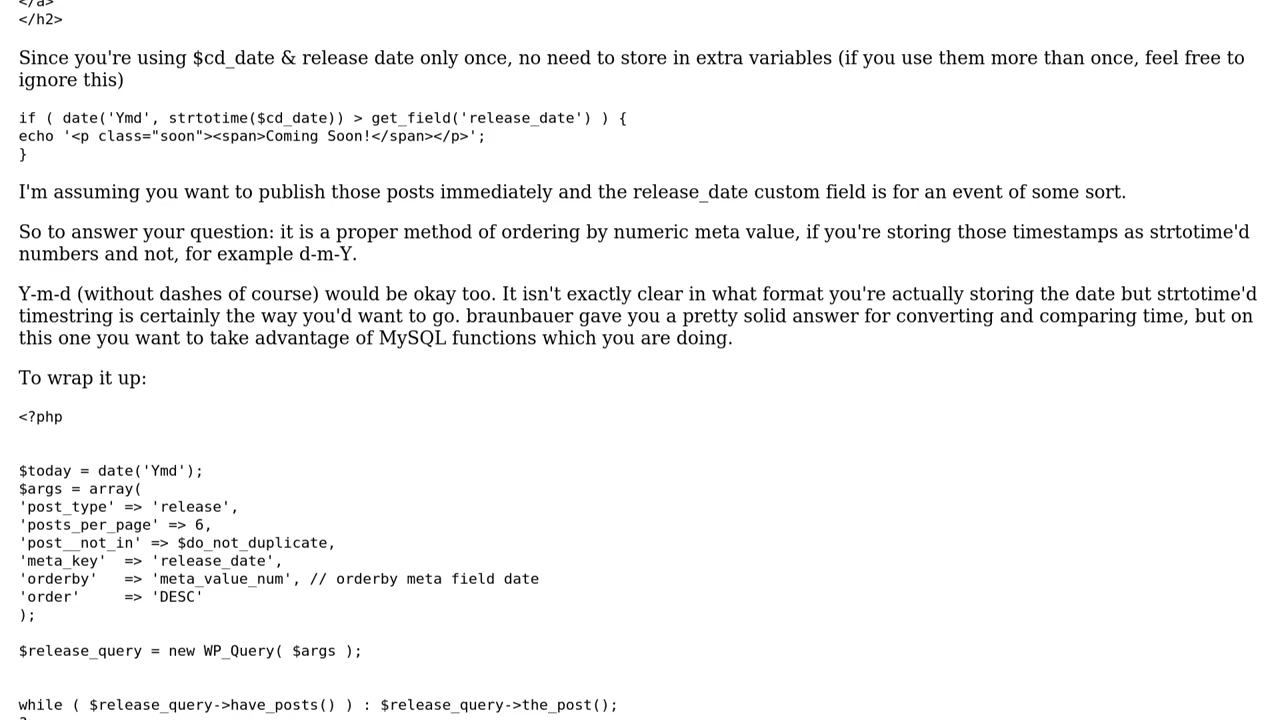 </a>
</h2>
Since you're using $cd_date & release date only once, no need to store in extra variables (if you use them more than once, feel free to
ignore this)
if ( date('Ymd', strtotime($cd_date)) > get_field('release_date') ) {
echo '<p class="soon"><span>Coming Soon!</span></p>';
}
I'm assuming you want to publish those posts immediately and the release_date custom field is for an event of some sort.
So to answer your question: it is a proper method of ordering by numeric meta value, if you're storing those timestamps as strtotime'd
numbers and not, for example d-m-Y.
Y-m-d (without dashes of course) would be okay too. It isn't exactly clear in what format you're actually storing the date but strtotime'd
timestring is certainly the way you'd want to go. braunbauer gave you a pretty solid answer for converting and comparing time, but on
this one you want to take advantage of MySQL functions which you are doing.
To wrap it up:
<?php
$today = date('Ymd');
$args = array(
'post_type' => 'release',
'posts_per_page' => 6,
'post__not_in' => $do_not_duplicate,
'meta_key'  => 'release_date',
'orderby'   => 'meta_value_num', // orderby meta field date
'order'     => 'DESC'
);
$release_query = new WP_Query( $args );
while ( $release_query->have_posts() ) : $release_query->the_post();